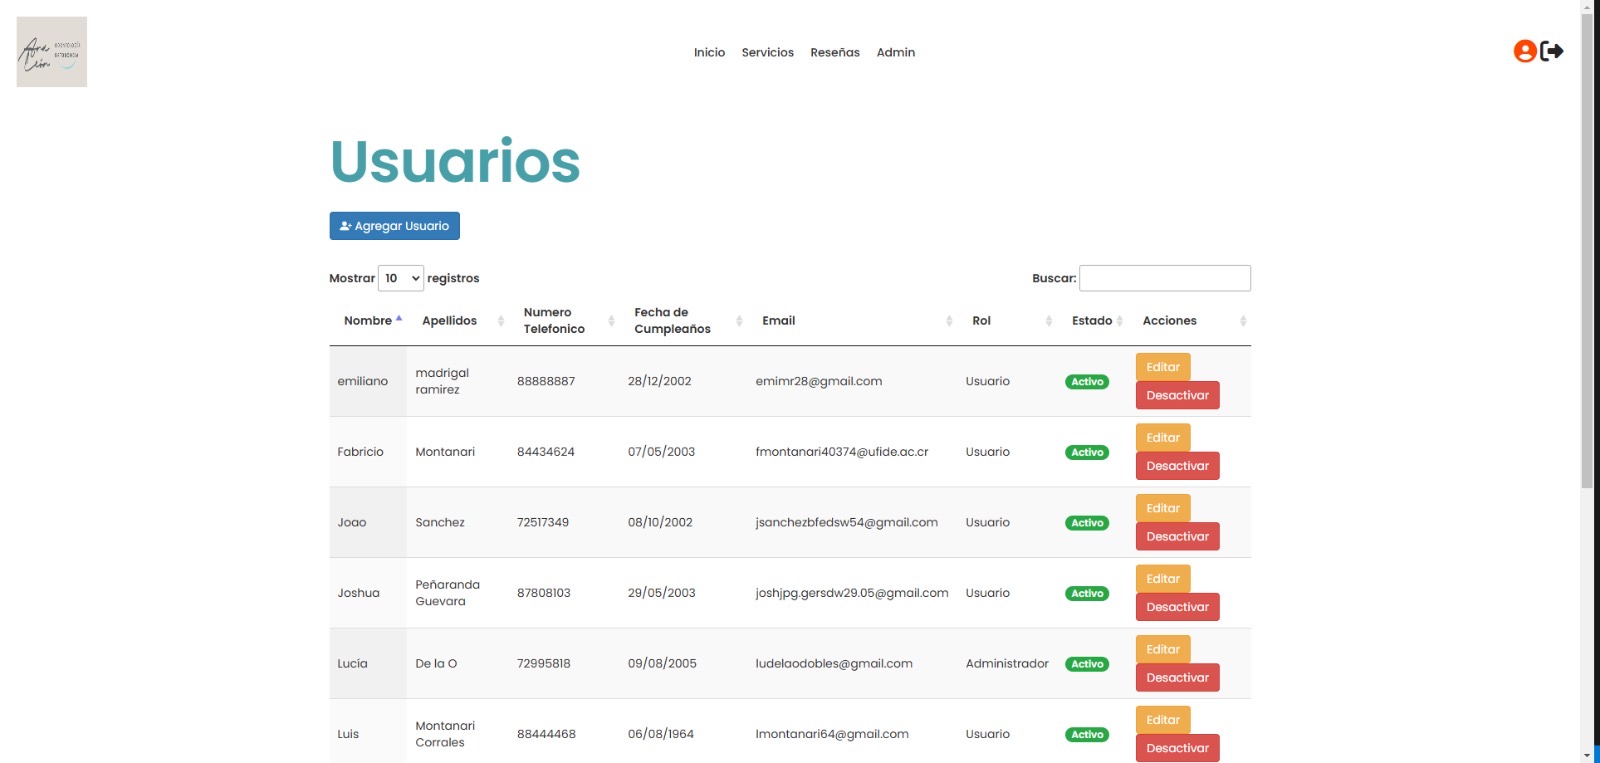 Ara
León
ODONTOLOGÍA
ORTODONCIA
Inicio Servicios Reseñas Admin
Usuarios
Agregar Usuario
Mostrar 10 registros Buscar:
Nombre Apellidos Numero Telefonico Fecha de Cumpleaños Email Rol Estado Acciones
emiliano madrigal ramirez 88888887 28/12/2002 emimr28@gmail.com Usuario Activo Editar Desactivar
Fabricio Montanari 84434624 07/05/2003 fmontanari40374@ufide.ac.cr Usuario Activo Editar Desactivar
Joao Sanchez 72517349 08/10/2002 jsanchezbfedsw54@gmail.com Usuario Activo Editar Desactivar
Joshua Peñaranda Guevara 87808103 29/05/2003 joshjpg.gersdw29.05@gmail.com Usuario Activo Editar Desactivar
Lucía De la O 72995818 09/08/2005 ludelaodobles@gmail.com Administrador Activo Editar Desactivar
Luis Montanari Corrales 88444468 06/08/1964 lmontanari64@gmail.com Usuario Activo Editar Desactivar